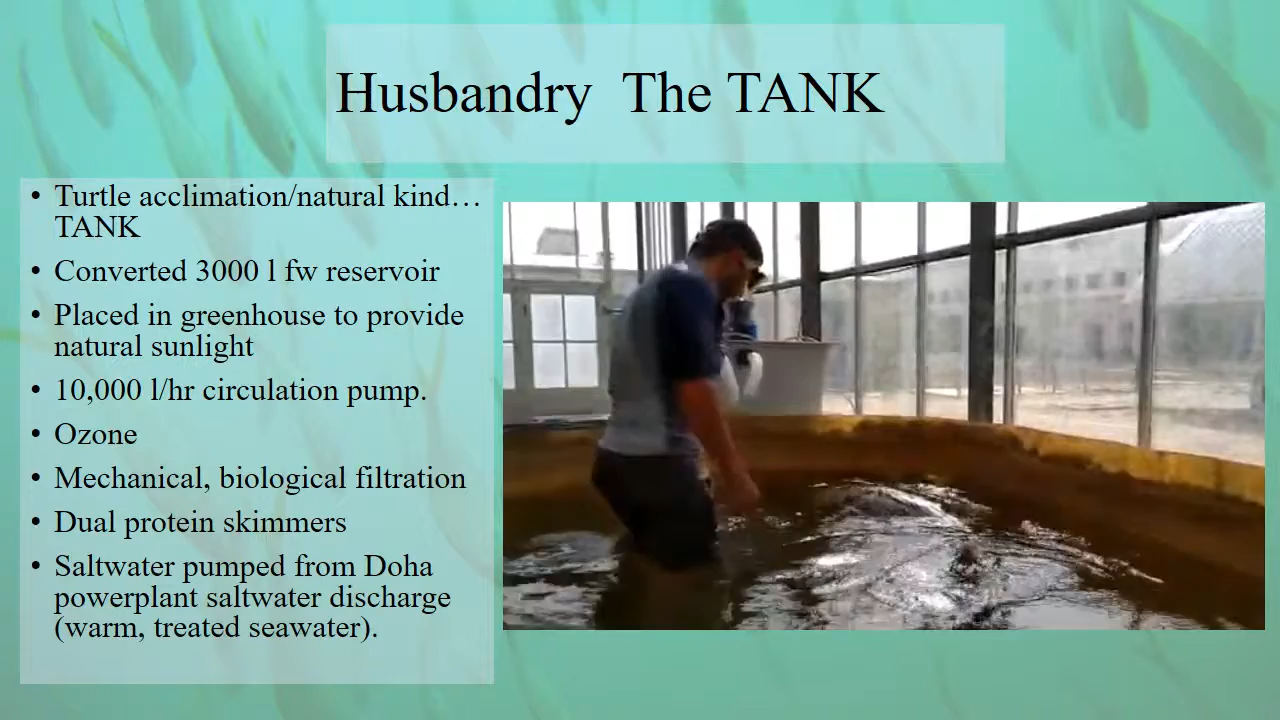 Husbandry  The TANK
• Turtle acclimation/natural kind…
TANK
• Converted 3000 l fw reservoir
• Placed in greenhouse to provide
natural sunlight
• 10,000 l/hr circulation pump.
• Ozone
• Mechanical, biological filtration
• Dual protein skimmers
• Saltwater pumped from Doha
powerplant saltwater discharge
(warm, treated seawater).